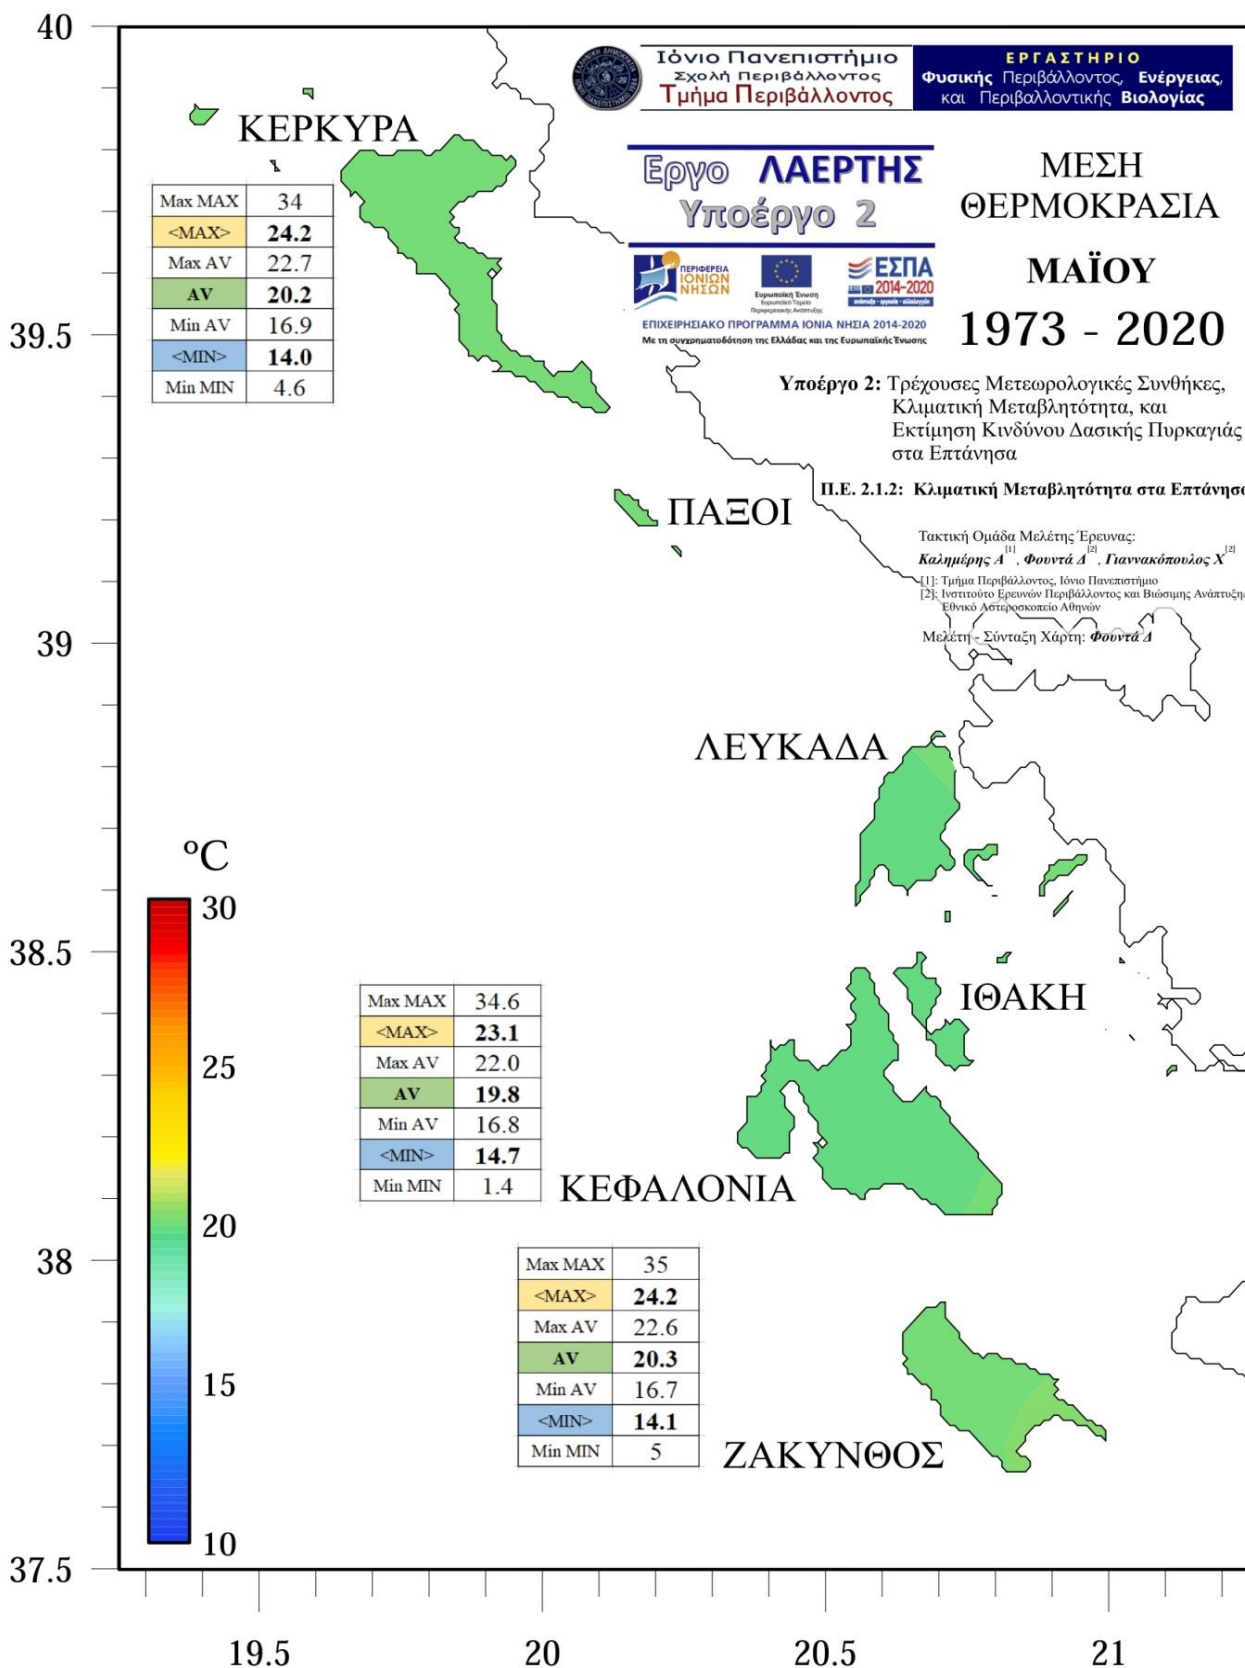 40
39.5
39
38.5
38
37.5
19.5
20
20.5
21
Ιόνιο Πανεπιστήμιο
Σχολή Περιβάλλοντος
Τμήμα Περιβάλλοντος
ΕΡΓΑΣΤΗΡΙΟ
Φυσικής Περιβάλλοντος, Ενέργειας,
και Περιβαλλοντικής Βιολογίας
Εργο ΛΑΕΡΤΗΣ
Υποέργο 2
ΠΕΡΙΦΕΡΕΙΑ
ΙΟΝΙΩΝ
ΝΗΣΩΝ
Ευρωπαϊκή Ένωση
Ευρωπαϊκό Ταμείο
Περιφερειακής Ανάπτυξης
ΕΣΠΑ
2014-2020
ανάπτυξη - εργασία - αλληλεγγύη
ΕΠΙΧΕΙΡΗΣΙΑΚΟ ΠΡΟΓΡΑΜΜΑ ΙΟΝΙΑ ΝΗΣΙΑ 2014-2020
Με τη συγχρηματοδότηση της Ελλάδας και της Ευρωπαϊκής Ένωσης
ΜΕΣΗ
ΘΕΡΜΟΚΡΑΣΙΑ
ΜΑΪΟΥ
1973 - 2020
Υποέργο 2: Τρέχουσες Μετεωρολογικές Συνθήκες,
Κλιματική Μεταβλητότητα, και
Εκτίμηση Κινδύνου Δασικής Πυρκαγιάς
στα Επτάνησα
Π.Ε. 2.1.2: Κλιματική Μεταβλητότητα στα Επτάνησα
Τακτική Ομάδα Μελέτης Έρευνας:
Καλημέρης Α [1], Φουντά Δ [2], Γιαννακόπουλος Χ [2]
[1]: Τμήμα Περιβάλλοντος, Ιόνιο Πανεπιστήμιο
[2]: Ινστιτούτο Ερευνών Περιβάλλοντος και Βιώσιμης Ανάπτυξης
Εθνικό Αστεροσκοπείο Αθηνών
Μελέτη - Σύνταξη Χάρτη: Φουντά Δ
ΚΕΡΚΥΡΑ
Max MAX 34
<MAX> 24.2
Max AV 22.7
AV 20.2
Min AV 16.9
<MIN> 14.0
Min MIN 4.6
ΠΑΞΟΙ
ΛΕΥΚΑΔΑ
ºC
30
25
20
15
10
ΙΘΑΚΗ
Max MAX 34.6
<MAX> 23.1
Max AV 22.0
AV 19.8
Min AV 16.8
<MIN> 14.7
Min MIN 1.4
ΚΕΦΑΛΟΝΙΑ
Max MAX 35
<MAX> 24.2
Max AV 22.6
AV 20.3
Min AV 16.7
<MIN> 14.1
Min MIN 5
ΖΑΚΥΝΘΟΣ